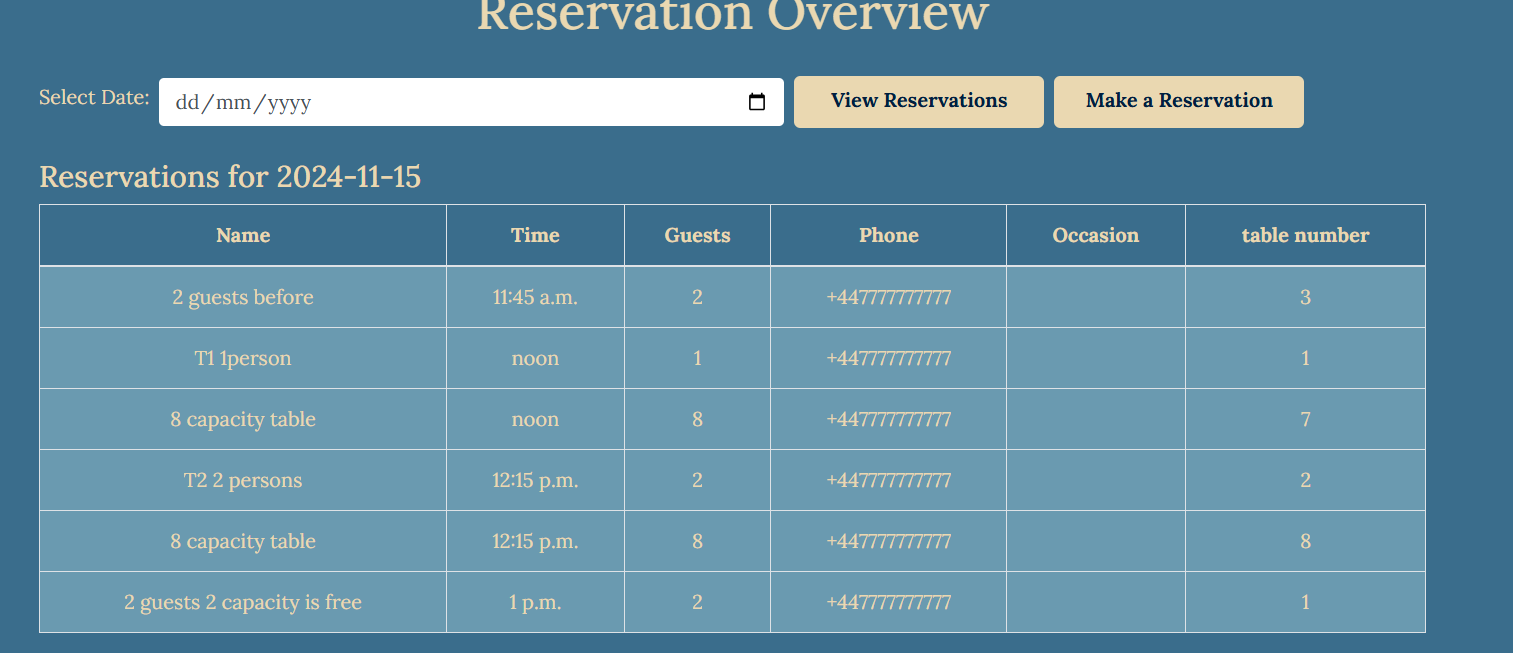 Reservation Overview
Select Date: dd/mm/yyyy View Reservations Make a Reservation
Reservations for 2024-11-15
Name Time Guests Phone Occasion table number
2 guests before 11:45 a.m. 2 +447777777777 3
T1 1person noon 1 +447777777777 1
8 capacity table noon 8 +447777777777 7
T2 2 persons 12:15 p.m. 2 +447777777777 2
8 capacity table 12:15 p.m. 8 +447777777777 8
2 guests 2 capacity is free 1 p.m. 2 +447777777777 1